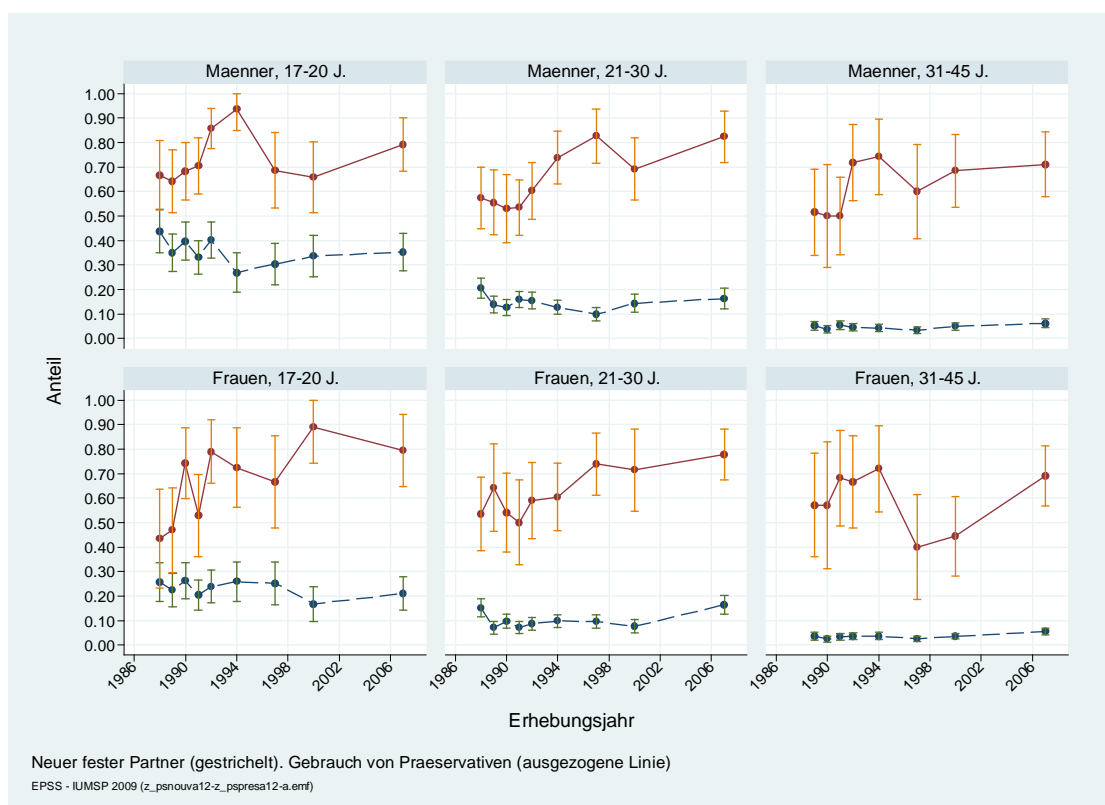 Maenner, 17-20 J.
Maenner, 21-30 J.
Maenner, 31-45 J.
1.00
0.90
0.80
0.70
0.60
0.50
0.40
0.30
0.20
0.10
0.00
Anteil
Frauen, 17-20 J.
Frauen, 21-30 J.
Frauen, 31-45 J.
1.00
0.90
0.80
0.70
0.60
0.50
0.40
0.30
0.20
0.10
0.00
1986 1990 1994 1998 2002 2006
1986 1990 1994 1998 2002 2006
1986 1990 1994 1998 2002 2006
Erhebungsjahr
Neuer fester Partner (gestrichelt). Gebrauch von Praeservativen (ausgezogene Linie)
EPSS - IUMSP 2009 (z_psnouva12-z_pspresa12-a.emf)